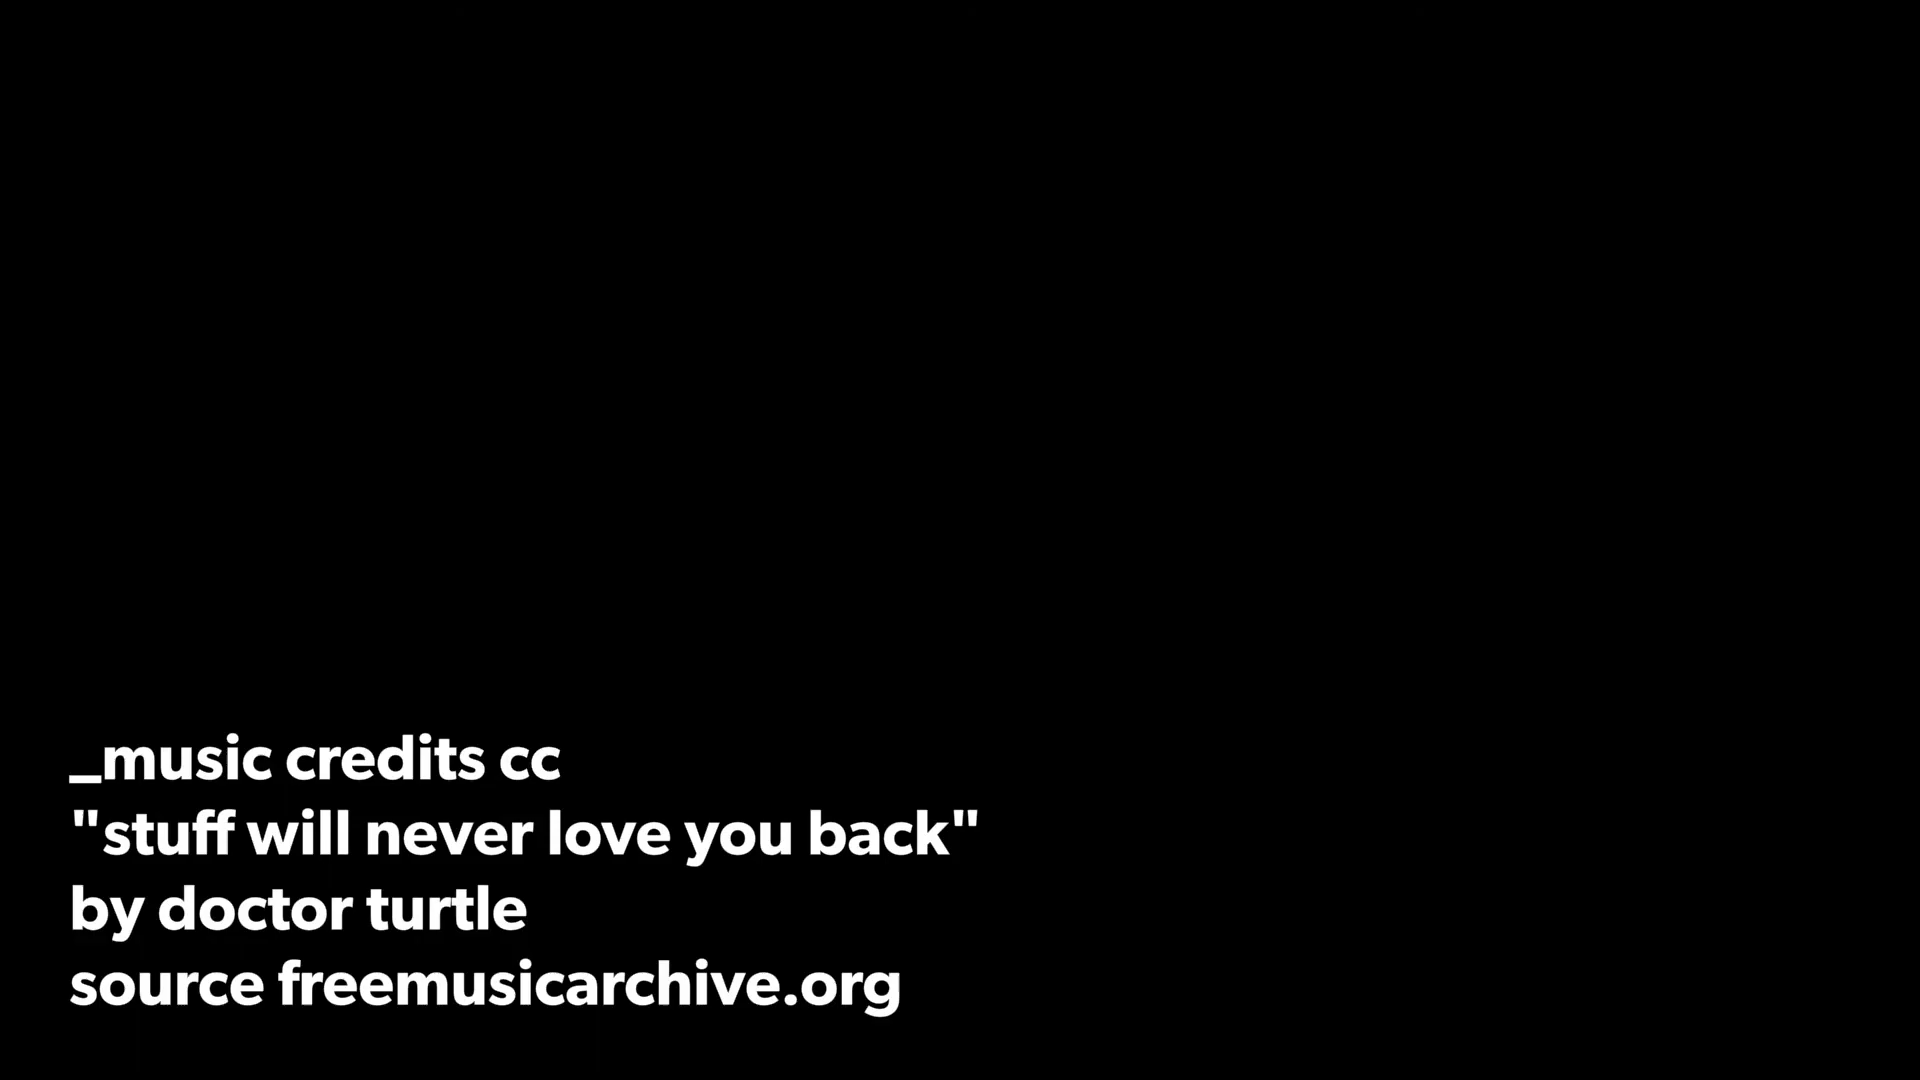 _music credits cc
"stuff will never love you back"
by doctor turtle
source freemusicarchive.org